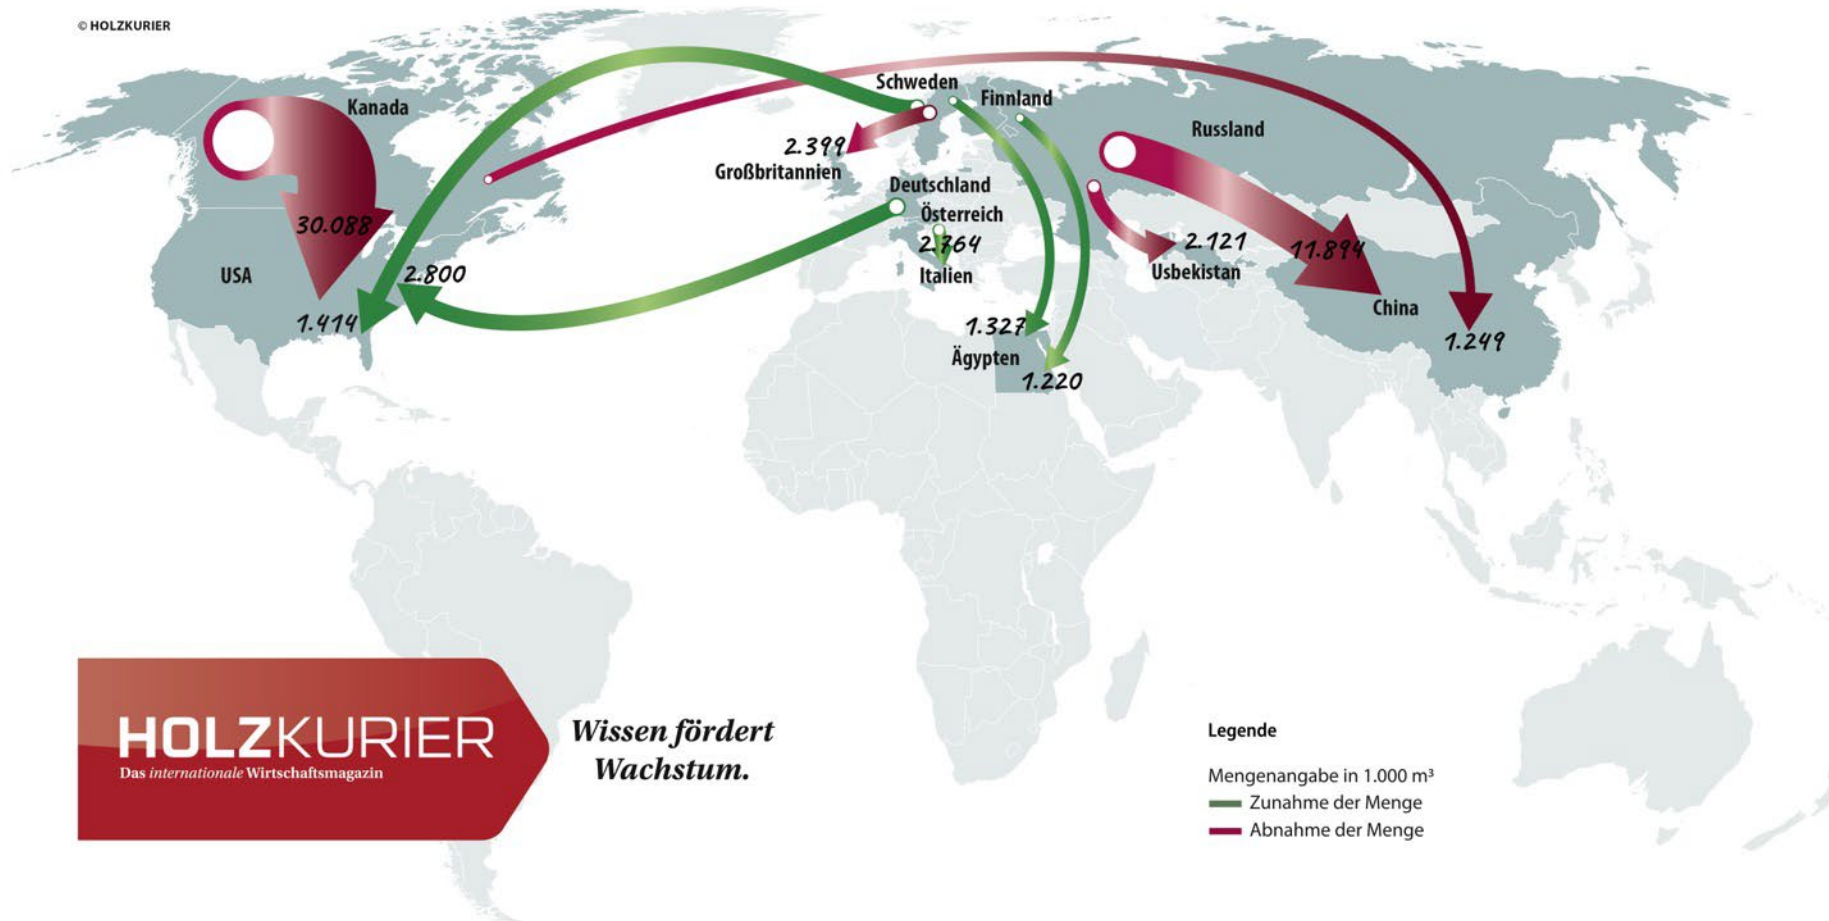 © HOLZKURIER
Kanada
Schweden
Finnland
Russland
2.399
Großbritannien
Deutschland
Österreich
30.088
2.764
2.121
11.894
USA
2.800
Italien
Usbekistan
China
1.414
1.327
1.249
Ägypten
1.220
HOLZKURIER
Das internationale Wirtschaftsmagazin
Wissen fördert
Wachstum.
Legende
Mengenangabe in 1.000 m³
Zunahme der Menge
Abnahme der Menge